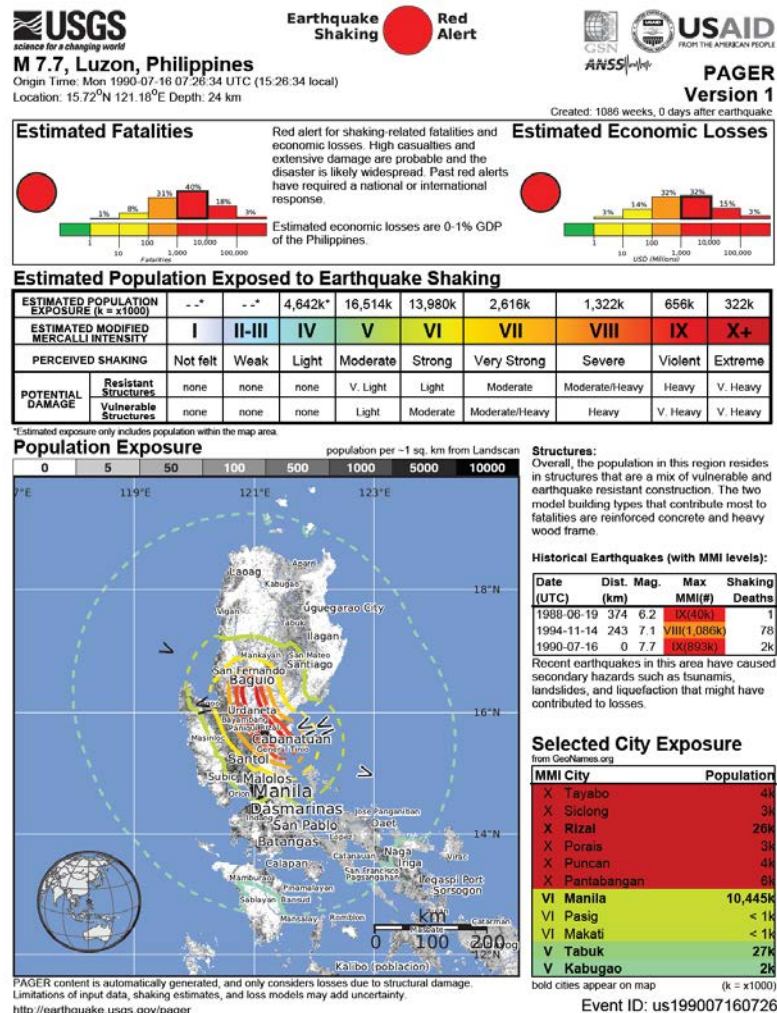 USGS
science for a changing world
Earthquake Shaking Red Alert
GSN
ANSS
USAID
FROM THE AMERICAN PEOPLE
M 7.7, Luzon, Philippines
Origin Time: Mon 1990-07-16 07:26:34 UTC (15:26:34 local)
Location: 15.72°N 121.18°E Depth: 24 km
PAGER
Version 1
Created: 1086 weeks, 0 days after earthquake
Estimated Fatalities
1% 8% 31% 40% 18% 3%
1 10 100 1,000 10,000 100,000
Fatalities
Red alert for shaking-related fatalities and
economic losses. High casualties and
extensive damage are probable and the
disaster is likely widespread. Past red alerts
have required a national or international
response.
Estimated economic losses are 0-1% GDP
of the Philippines.
Estimated Economic Losses
3% 14% 32% 32% 15% 3%
1 10 100 1,000 10,000 100,000
USD (Millions)
Estimated Population Exposed to Earthquake Shaking
ESTIMATED POPULATION EXPOSURE (k = x1000) - -* - -* 4,642k* 16,514k 13,980k 2,616k 1,322k 656k 322k
ESTIMATED MODIFIED MERCALLI INTENSITY I II-III IV V VI VII VIII IX X+
PERCEIVED SHAKING Not felt Weak Light Moderate Strong Very Strong Severe Violent Extreme
POTENTIAL DAMAGE
Resistant Structures none none none V. Light Light Moderate Moderate/Heavy Heavy V. Heavy
Vulnerable Structures none none none Light Moderate Moderate/Heavy Heavy V. Heavy V. Heavy
*Estimated exposure only includes population within the map area.
Population Exposure
population per ~1 sq. km from Landscan
0 5 50 100 500 1000 5000 10000
7°E 119°E 121°E 123°E
Aparri
Laoag
Kabugao
18°N
Vigan
uguegarao City
Tabuk
Ilagan
Mankayan
San Mateo
San Fernando
Santiago
Baguio
16°N
Urdaneta
Bayambang
Paniqui
Rizal
Masinloc
Cabanatuan
General Tinio
Santol
Subic
Malolos
Orion
Manila
Dasmarinas
Jose Panganiban
Indang
San Pablo
Daet
14°N
Batangas
Lopez
Naga
Calapan
Catanauan
Iriga
Virac
Mamburao
San Francisco
Pagsangahan
Pinamalayan
Legaspi Port
Sablayan
Bansud
Sorsogon
Mansalay
Romblon
km
Catarman
Masbate
0 100 200
12°N
Kalibo (poblacion)
Structures:
Overall, the population in this region resides
in structures that are a mix of vulnerable and
earthquake resistant construction. The two
model building types that contribute most to
fatalities are reinforced concrete and heavy
wood frame.
Historical Earthquakes (with MMI levels):
Date (UTC) Dist. (km) Mag. Max MMI(#) Shaking Deaths
1988-06-19 374 6.2 IX(40k) 1
1994-11-14 243 7.1 VIII(1,086k) 78
1990-07-16 0 7.7 IX(893k) 2k
Recent earthquakes in this area have caused
secondary hazards such as tsunamis,
landslides, and liquefaction that might have
contributed to losses.
Selected City Exposure
from GeoNames.org
MMI City Population
X Tayabo 4k
X Siclong 3k
X Rizal 26k
X Porais 3k
X Puncan 4k
X Pantabangan 6k
VI Manila 10,445k
VI Pasig < 1k
VI Makati < 1k
V Tabuk 27k
V Kabugao 2k
bold cities appear on map (k = x1000)
PAGER content is automatically generated, and only considers losses due to structural damage.
Limitations of input data, shaking estimates, and loss models may add uncertainty.
http://earthquake.usgs.gov/pager
Event ID: us199007160726